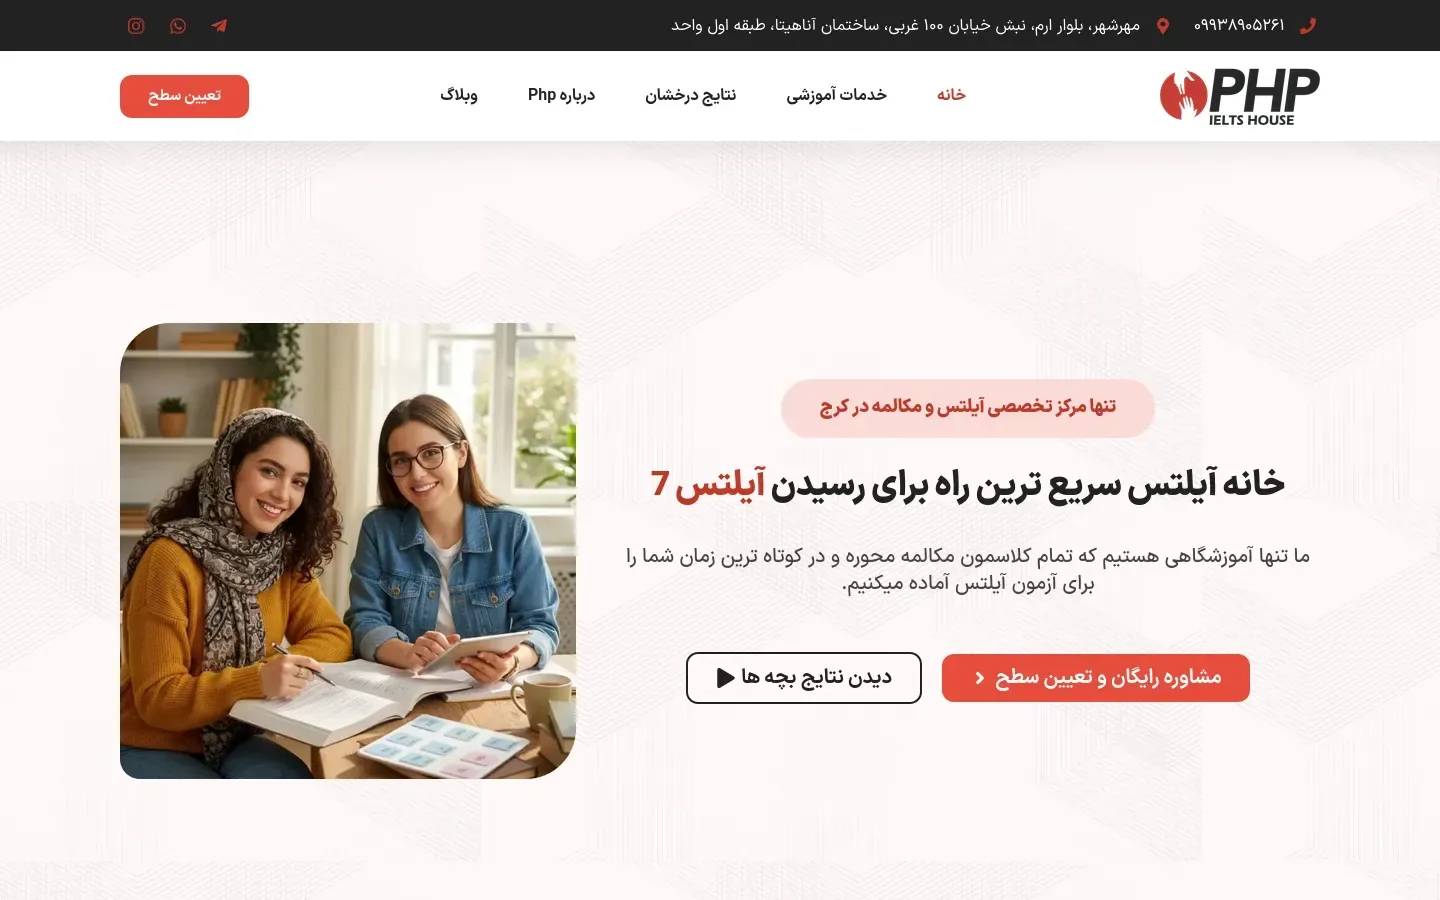 ۰۹۹۳۸۹۰۵۲۶۱
مهرشهر، بلوار ارم، نبش خیابان ۱۰۰ غربی، ساختمان آناهیتا، طبقه اول واحد
PHP
IELTS HOUSE
خانه
خدمات آموزشی
نتایج درخشان
درباره Php
وبلاگ
تعیین سطح
تنها مرکز تخصصی آیلتس و مکالمه در کرج
خانه آیلتس سریع ترین راه برای رسیدن آیلتس 7
ما تنها آموزشگاهی هستیم که تمام کلاسمون مکالمه محوره و در کوتاه ترین زمان شما را
برای آزمون آیلتس آماده میکنیم.
مشاوره رایگان و تعیین سطح
دیدن نتایج بچه ها